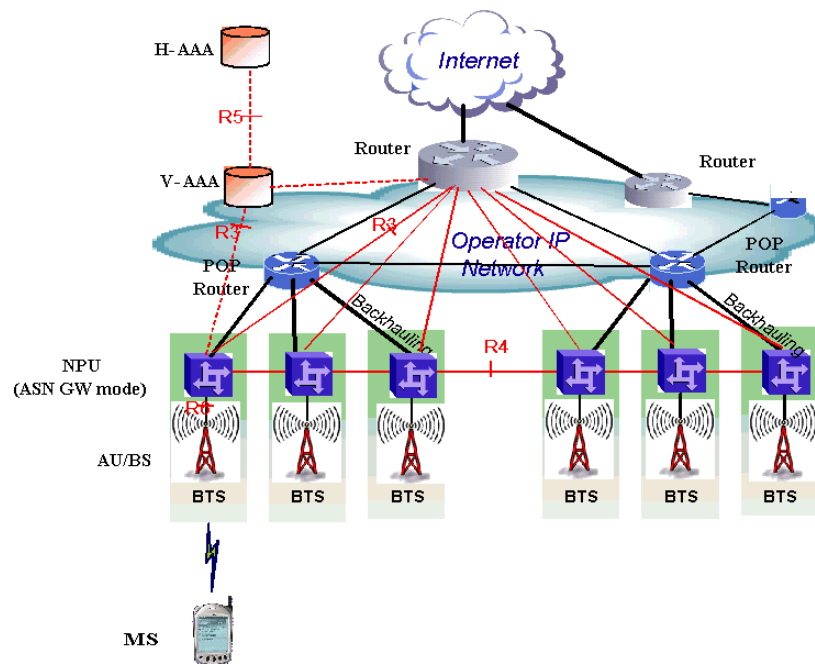 H- AAA
Internet
R5
Router
Router
V- AAA
R3
R3
Operator IP
Network
POP
Router
POP
Router
Backhauling
Backhauling
NPU
(ASN GW mode)
R4
R6
AU/BS
BTS
BTS
BTS
BTS
BTS
BTS
MS